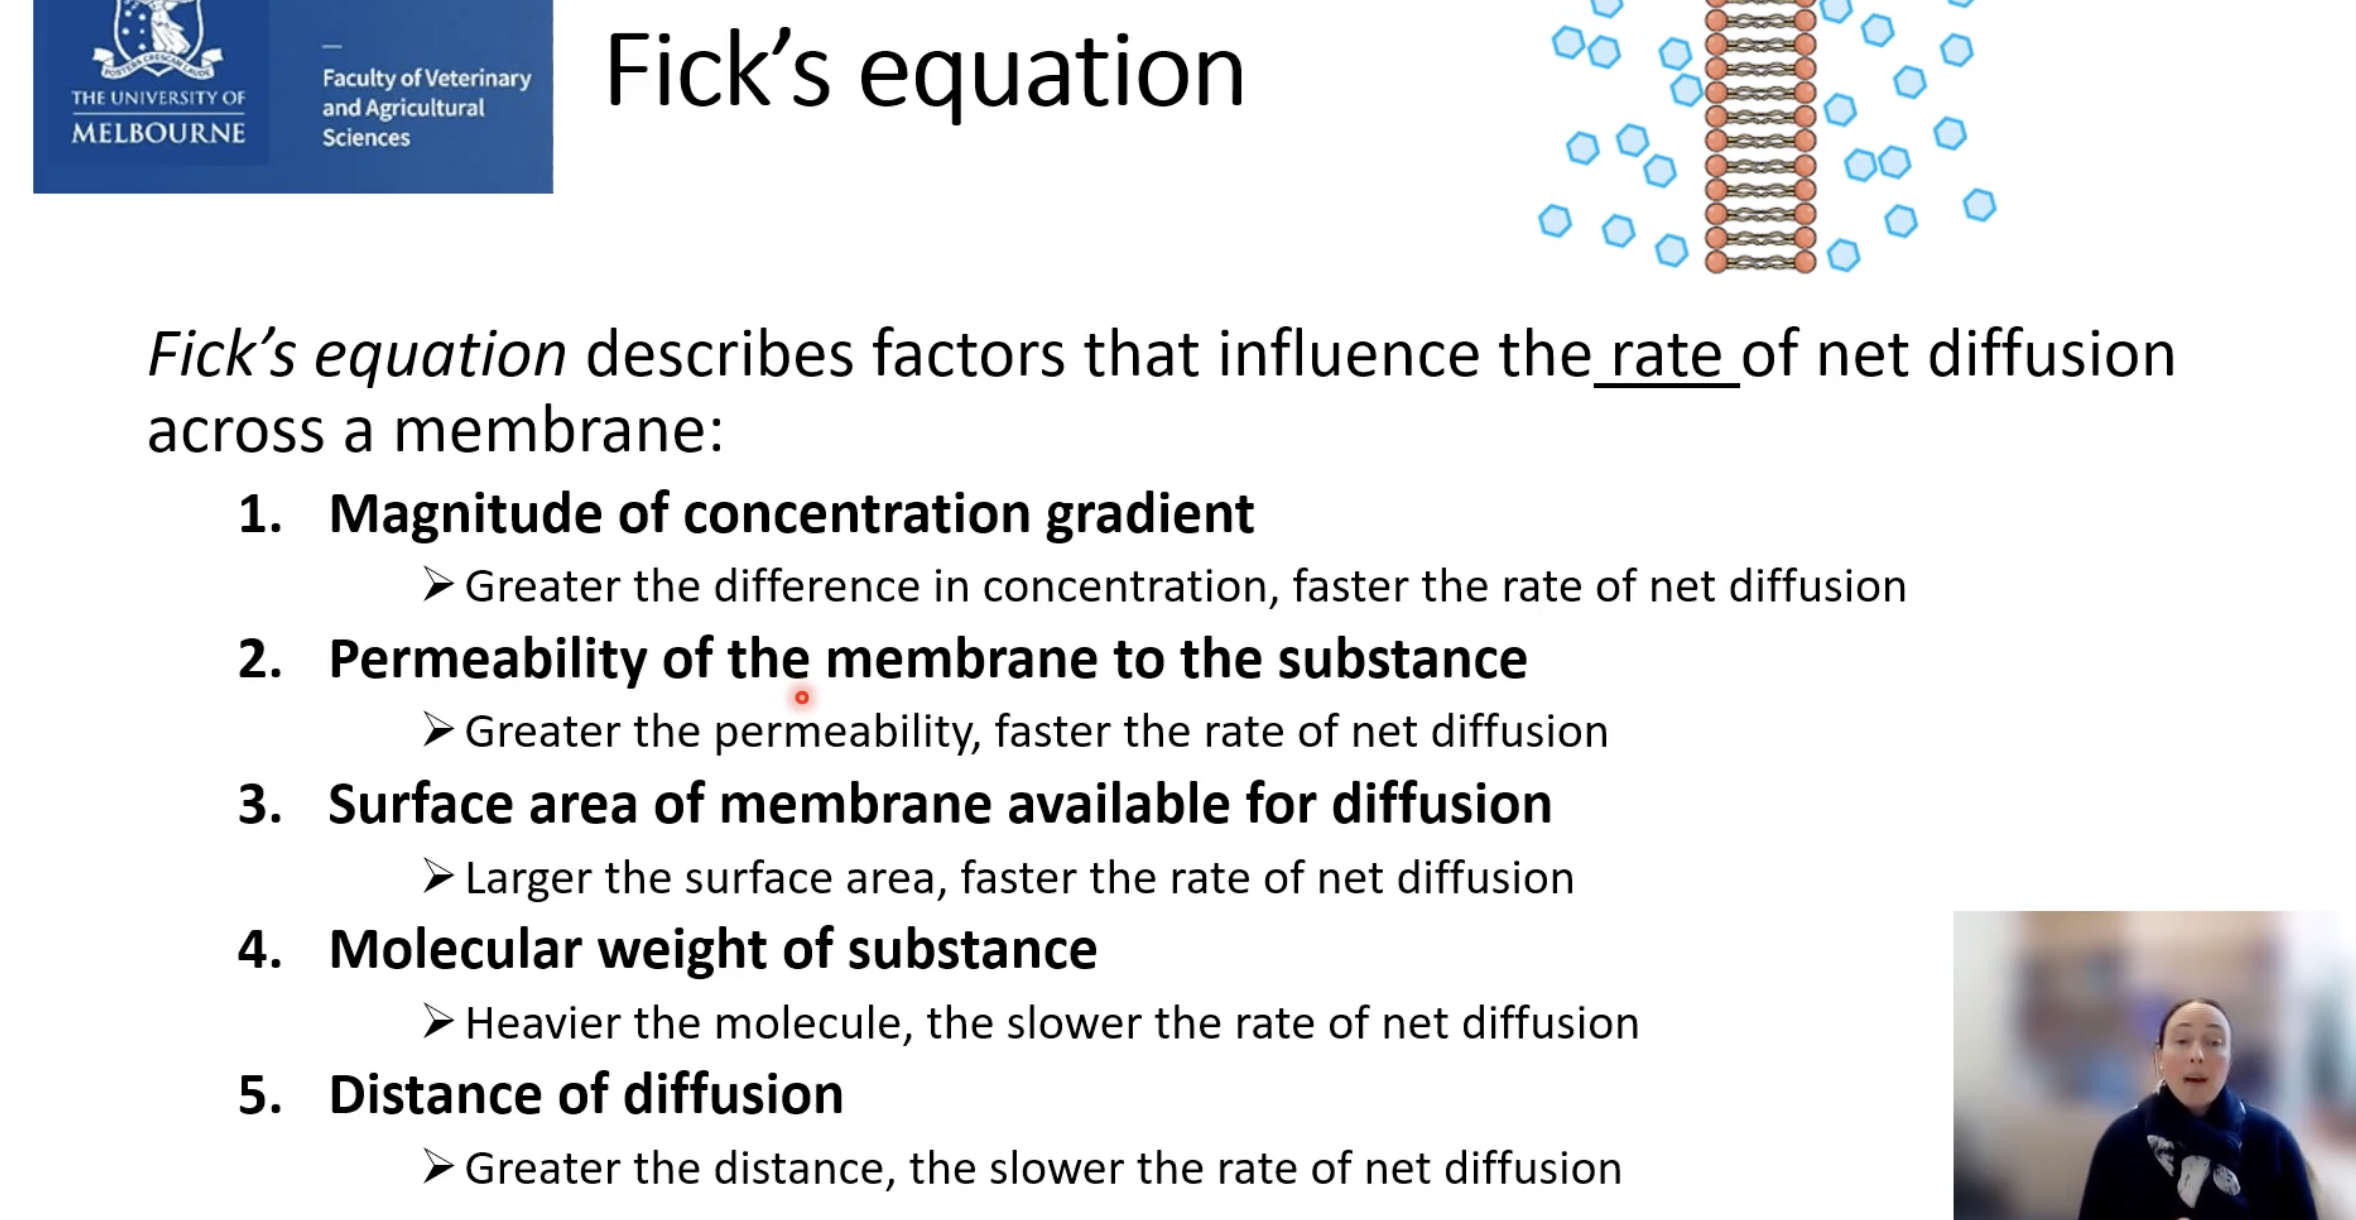 THE UNIVERSITY OF
MELBOURNE
Faculty of Veterinary
and Agricultural
Sciences
Fick’s equation
Fick’s equation describes factors that influence the rate of net diffusion
across a membrane:
1. Magnitude of concentration gradient
➢ Greater the difference in concentration, faster the rate of net diffusion
2. Permeability of the membrane to the substance
➢ Greater the permeability, faster the rate of net diffusion
3. Surface area of membrane available for diffusion
➢ Larger the surface area, faster the rate of net diffusion
4. Molecular weight of substance
➢ Heavier the molecule, the slower the rate of net diffusion
5. Distance of diffusion
➢ Greater the distance, the slower the rate of net diffusion